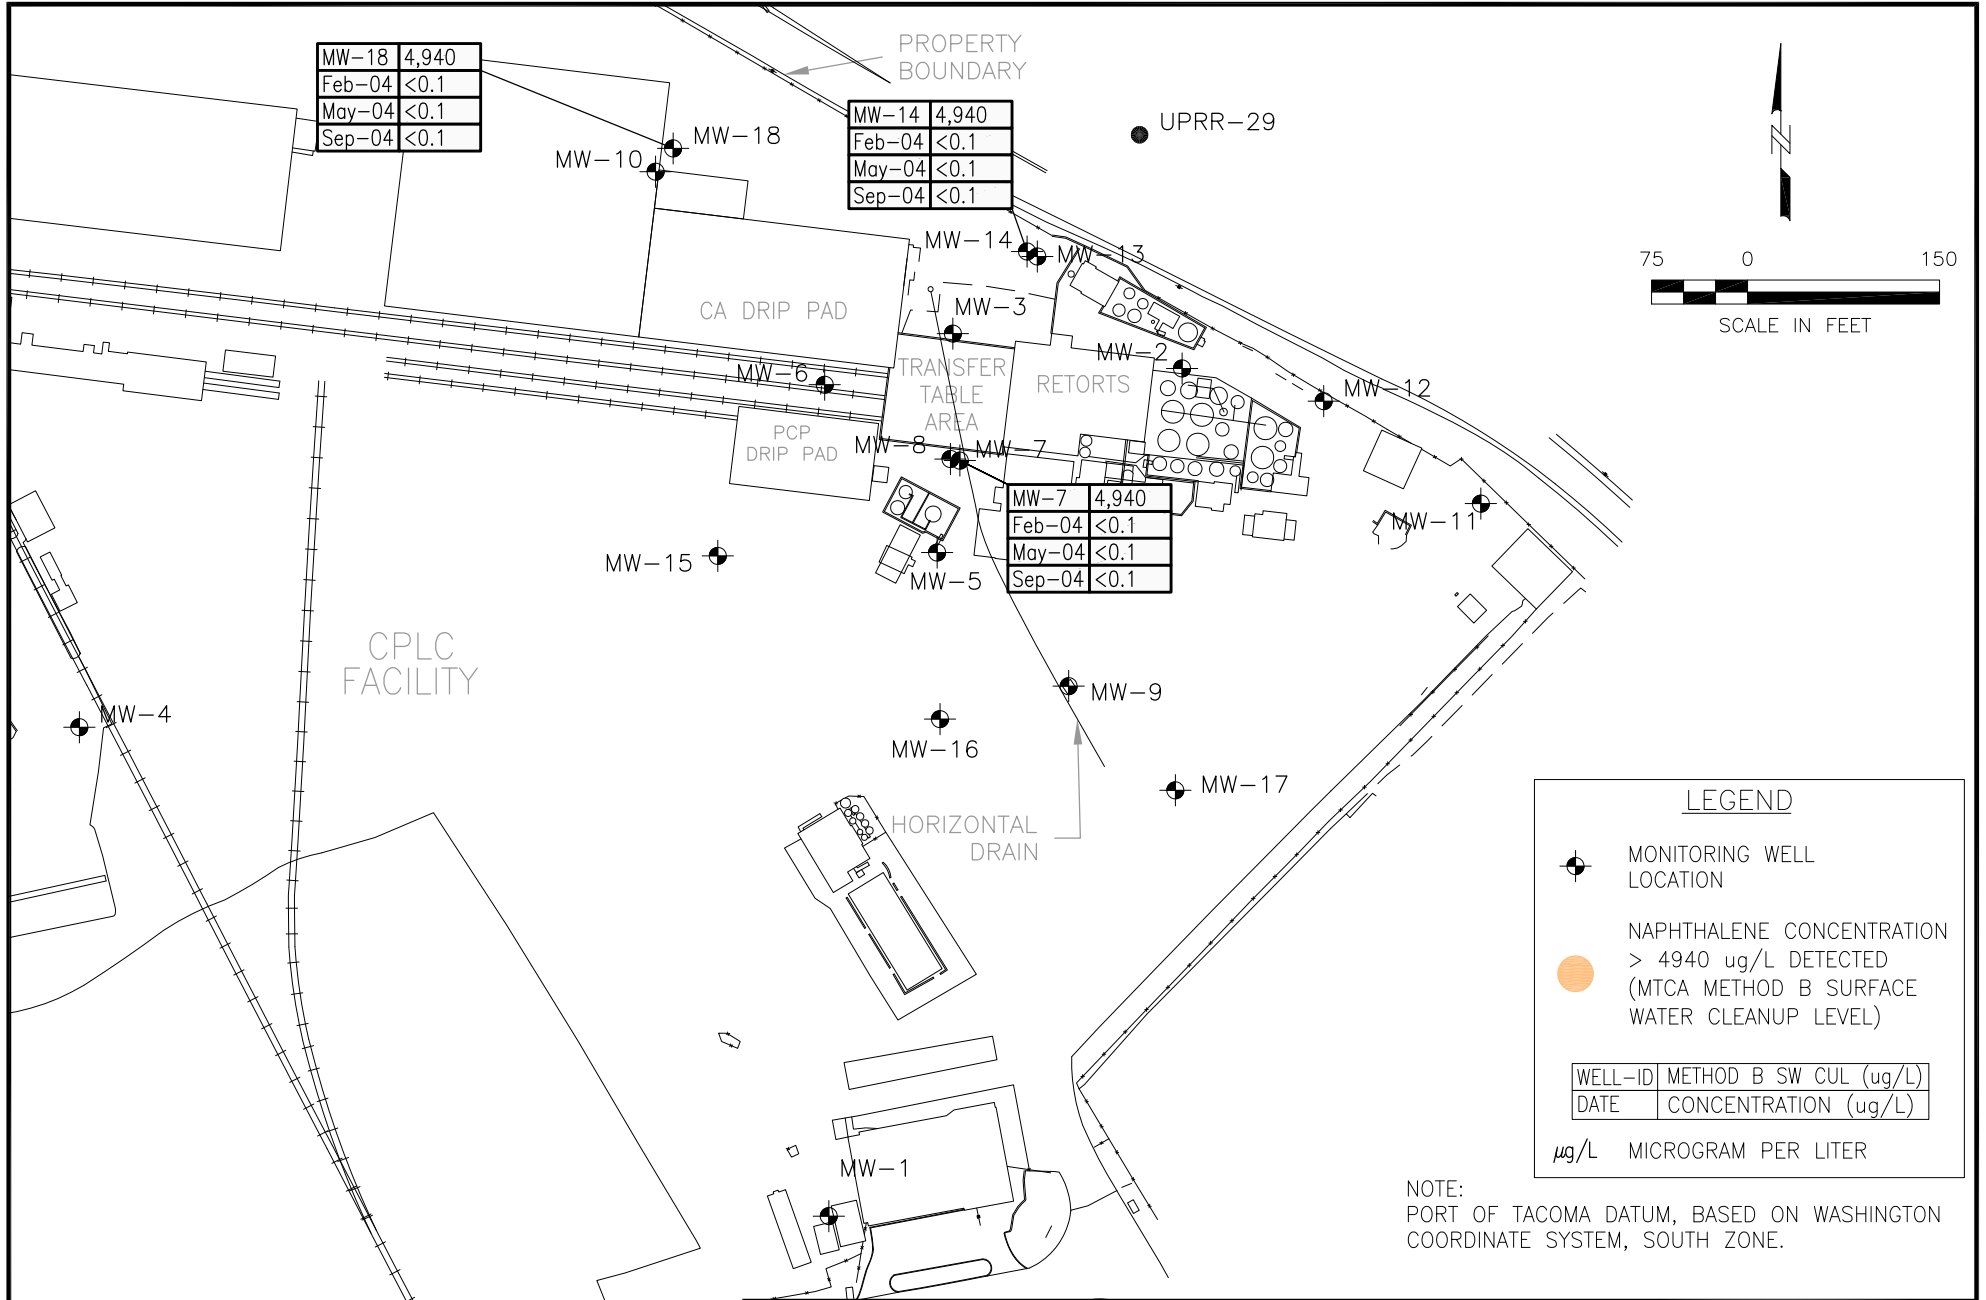 PROPERTY
BOUNDARY
MW-18 4,940
Feb-04 <0.1
May-04 <0.1
Sep-04 <0.1
MW-18
MW-10
MW-14 4,940
Feb-04 <0.1
May-04 <0.1
Sep-04 <0.1
UPRR-29
N
MW-14
MW-13
75 0 150
SCALE IN FEET
CA DRIP PAD
MW-3
MW-2
MW-6
TRANSFER
TABLE
AREA
RETORTS
MW-12
PCP
DRIP PAD
MW-8
MW-7
MW-7 4,940
Feb-04 <0.1
May-04 <0.1
Sep-04 <0.1
MW-11
MW-15
MW-5
CPLC
FACILITY
MW-4
MW-9
MW-16
MW-17
HORIZONTAL
DRAIN
MW-1
LEGEND
MONITORING WELL
LOCATION
NAPHTHALENE CONCENTRATION
> 4940 ug/L DETECTED
(MTCA METHOD B SURFACE
WATER CLEANUP LEVEL)
WELL-ID METHOD B SW CUL (ug/L)
DATE CONCENTRATION (ug/L)
µg/L MICROGRAM PER LITER
NOTE:
PORT OF TACOMA DATUM, BASED ON WASHINGTON
COORDINATE SYSTEM, SOUTH ZONE.